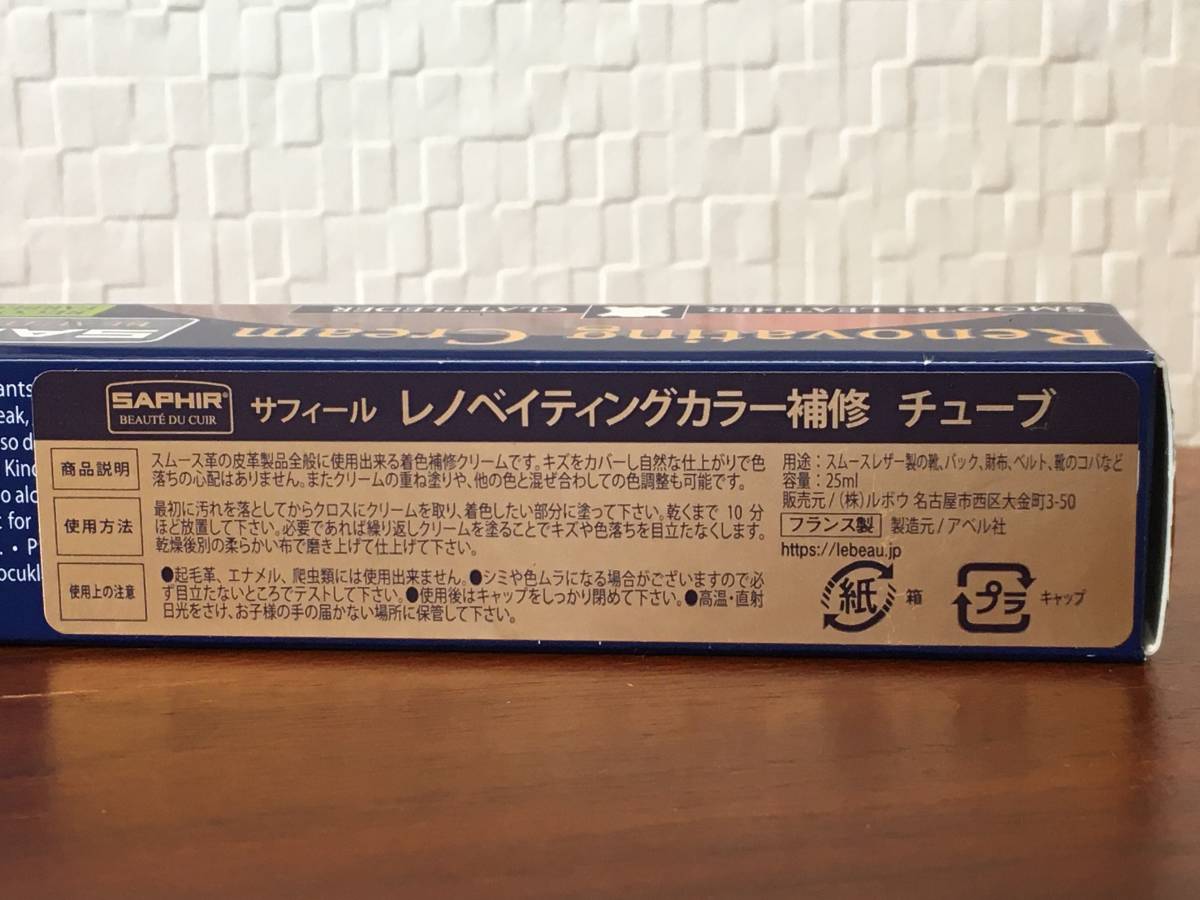 SMOOTH LEATHER
GLATTLEDER
Renovating Cream
SA
SAPHIR
BEAUTÉ DU CUIR
サフィール レノベイティングカラー補修 チューブ
商品説明
スムース革の皮革製品全般に使用出来る着色補修クリームです。キズをカバーし自然な仕上がりで色
落ちの心配はありません。またクリームの重ね塗りや、他の色と混ぜ合わしての色調整も可能です。
使用方法
最初に汚れを落としてからクロスにクリームを取り、着色したい部分に塗って下さい。乾くまで 10 分
ほど放置して下さい。必要であれば繰り返しクリームを塗ることでキズや色落ちを目立たなくします。
乾燥後別の柔らかい布で磨き上げて仕上げて下さい。
使用上の注意
●起毛革、エナメル、爬虫類には使用出来ません。●シミや色ムラになる場合がございますので必
ず目立たないところでテストして下さい。●使用後はキャップをしっかり閉めて下さい。●高温・直射
日光をさけ、お子様の手の届かない場所に保管して下さい。
用途：スムースレザー製の靴、バック、財布、ベルト、靴のコバなど
容量：25ml
販売元 / (株)ルボウ 名古屋市西区大金町3-50
フランス製 製造元 / アベル社
https://lebeau.jp
紙 箱
プラ キャップ
ants
eak,
so d
Kind
o alc
t for
. • P
ocukl